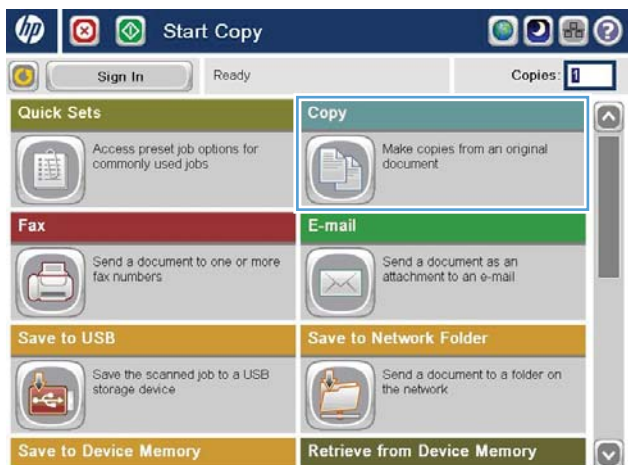 hp Start Copy
Sign In Ready Copies: 1
Quick Sets
Access preset job options for
commonly used jobs
Copy
Make copies from an original
document
Fax
Send a document to one or more
fax numbers
E-mail
Send a document as an
attachment to an e-mail
Save to USB
Save the scanned job to a USB
storage device
Save to Network Folder
Send a document to a folder on
the network
Save to Device Memory
Retrieve from Device Memory